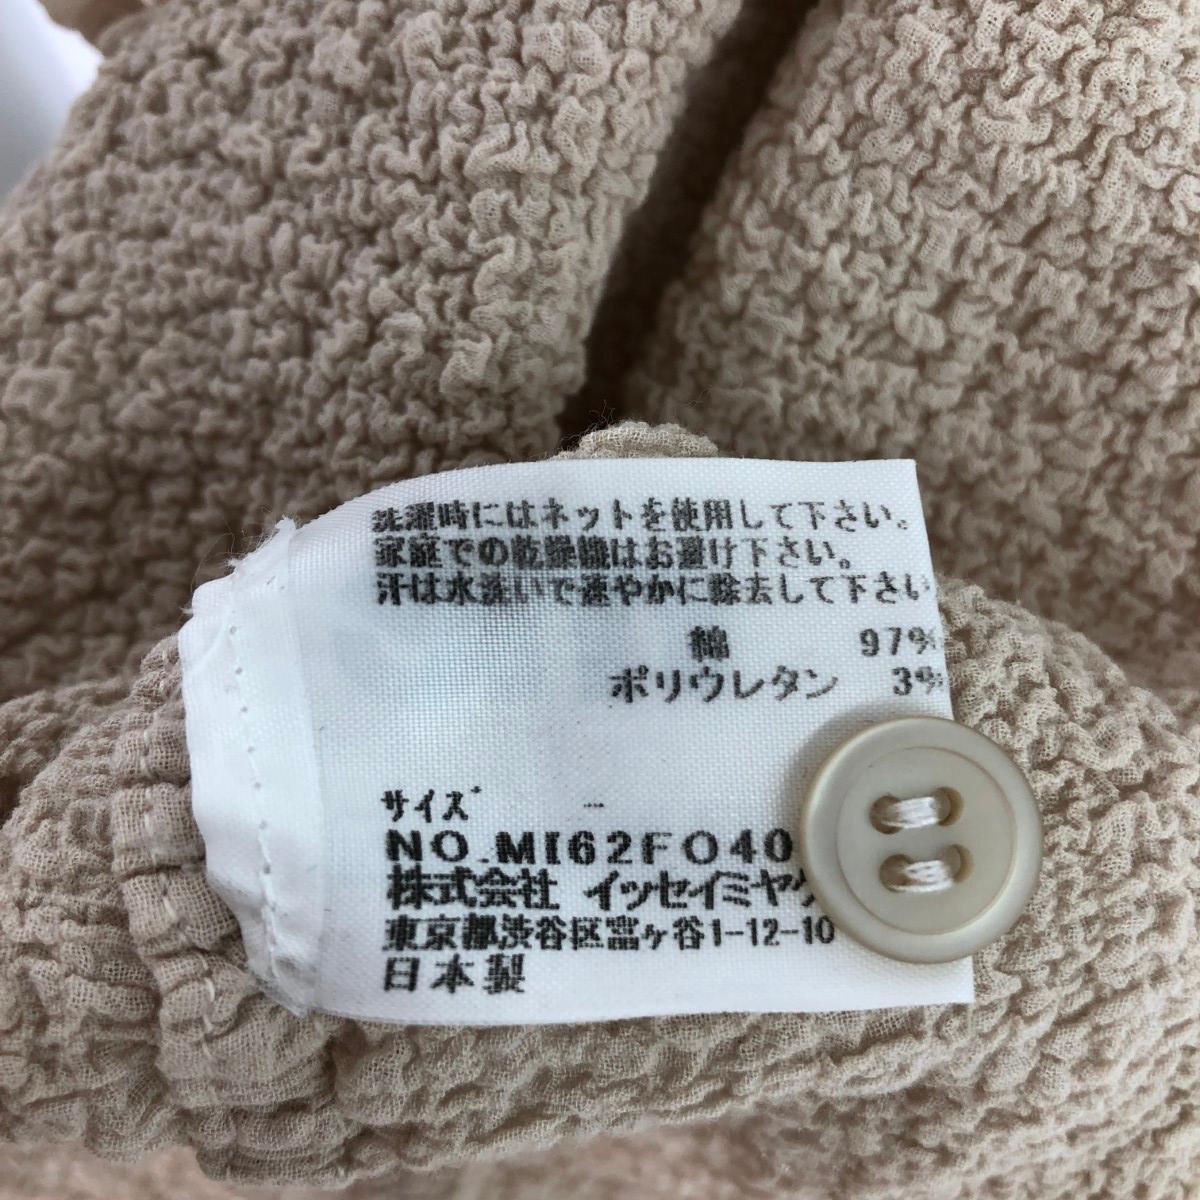 洗濯時にはネットを使用して下さい。
家庭での乾燥機はお避け下さい。
汗は水洗いで速やかに除去して下さい
綿 97%
ポリウレタン 3%
サイズ --
NO.MI62FO40
株式会社 イッセイミヤケ
東京都渋谷区富ヶ谷1-12-10
日本製